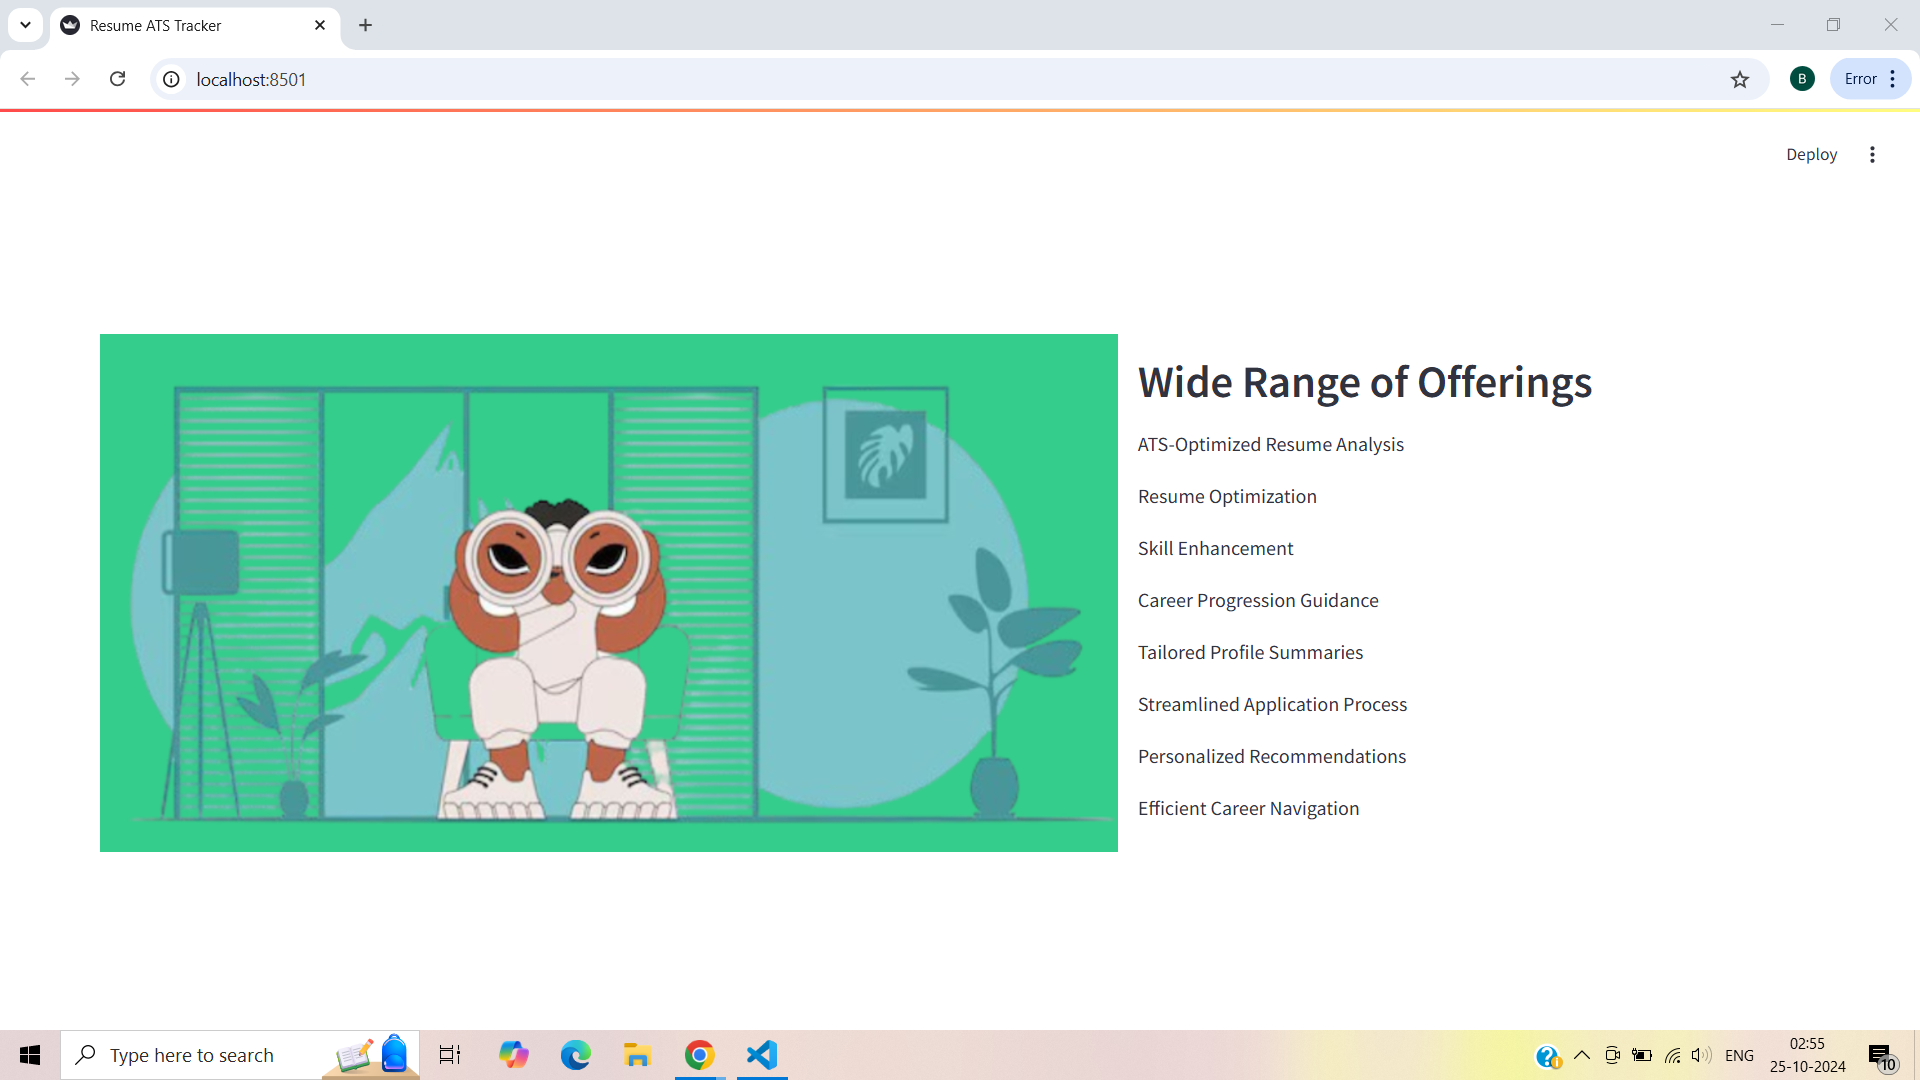 Resume ATS Tracker
localhost:8501
B
Error
Deploy
Wide Range of Offerings
ATS-Optimized Resume Analysis
Resume Optimization
Skill Enhancement
Career Progression Guidance
Tailored Profile Summaries
Streamlined Application Process
Personalized Recommendations
Efficient Career Navigation
Type here to search
ENG
02:55
25-10-2024
10